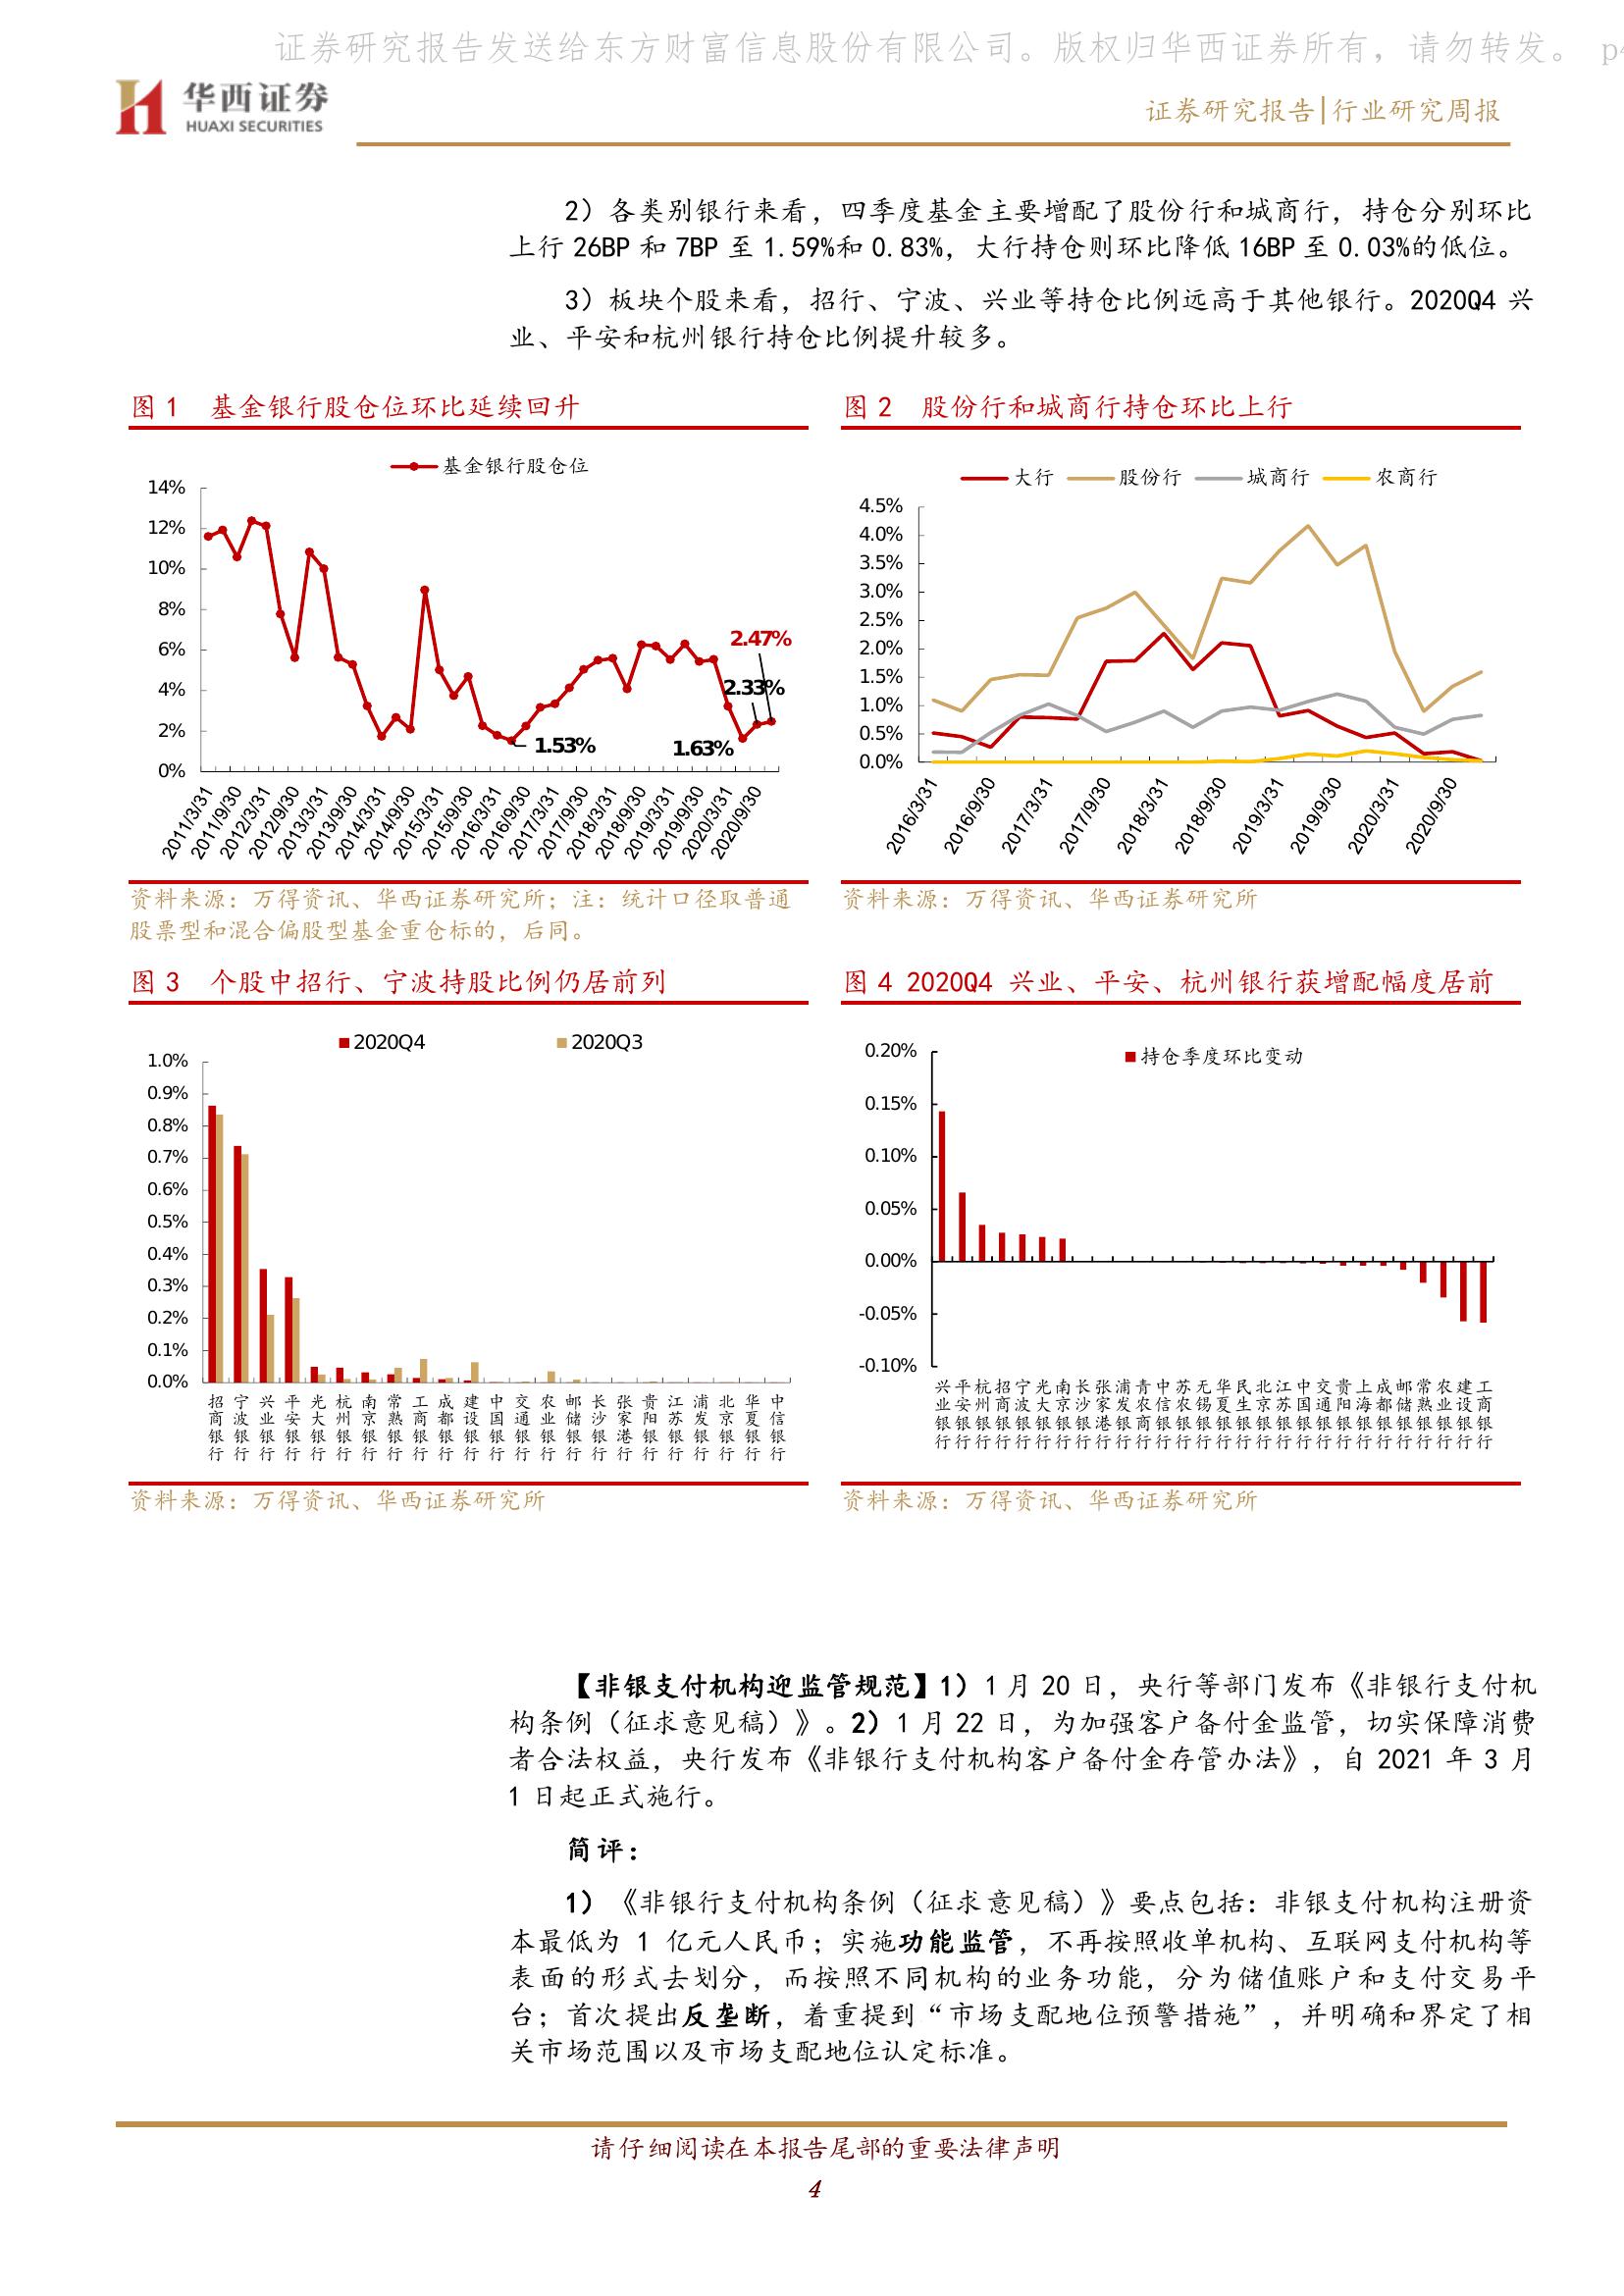 证券研究报告发送给东方财富信息股份有限公司。版权归华西证券所有，请勿转发。 p4
华西证券
HUAXI SECURITIES
证券研究报告|行业研究周报
2）各类别银行来看，四季度基金主要增配了股份行和城商行，持仓分别环比
上行 26BP 和 7BP 至 1.59%和 0.83%，大行持仓则环比降低 16BP 至 0.03%的低位。
3）板块个股来看，招行、宁波、兴业等持仓比例远高于其他银行。2020Q4 兴
业、平安和杭州银行持仓比例提升较多。
图 1 基金银行股仓位环比延续回升
基金银行股仓位
14%
12%
10%
8%
6%
4%
2%
0%
2.47%
2.33%
1.53%
1.63%
2011/3/31
2011/9/30
2012/3/31
2012/9/30
2013/3/31
2013/9/30
2014/3/31
2014/9/30
2015/3/31
2015/9/30
2016/3/31
2016/9/30
2017/3/31
2017/9/30
2018/3/31
2018/9/30
2019/3/31
2019/9/30
2020/3/31
2020/9/30
资料来源：万得资讯、华西证券研究所；注：统计口径取普通
股票型和混合偏股型基金重仓标的，后同。
图 2 股份行和城商行持仓环比上行
大行 股份行 城商行 农商行
4.5%
4.0%
3.5%
3.0%
2.5%
2.0%
1.5%
1.0%
0.5%
0.0%
2016/3/31
2016/9/30
2017/3/31
2017/9/30
2018/3/31
2018/9/30
2019/3/31
2019/9/30
2020/3/31
2020/9/30
资料来源：万得资讯、华西证券研究所
图 3 个股中招行、宁波持股比例仍居前列
2020Q4 2020Q3
1.0%
0.9%
0.8%
0.7%
0.6%
0.5%
0.4%
0.3%
0.2%
0.1%
0.0%
招商银行
宁波银行
兴业银行
平安银行
光大银行
杭州银行
南京银行
常熟银行
工商银行
成都银行
建设银行
中国银行
交通银行
农业银行
邮储银行
长沙银行
张家港行
贵阳银行
江苏银行
浦发银行
北京银行
华夏银行
中信银行
资料来源：万得资讯、华西证券研究所
图 4 2020Q4 兴业、平安、杭州银行获增配幅度居前
持仓季度环比变动
0.20%
0.15%
0.10%
0.05%
0.00%
-0.05%
-0.10%
兴业银行
平安银行
杭州银行
招商银行
宁波银行
光大银行
南京银行
长沙银行
张家港行
浦发银行
青农商行
中信银行
苏农银行
无锡银行
华夏银行
民生银行
北京银行
江苏银行
中国银行
交通银行
贵阳银行
上海银行
成都银行
邮储银行
常熟银行
农业银行
建设银行
工商银行
资料来源：万得资讯、华西证券研究所
【非银支付机构迎监管规范】1）1 月 20 日，央行等部门发布《非银行支付机
构条例（征求意见稿）》。2）1 月 22 日，为加强客户备付金监管，切实保障消费
者合法权益，央行发布《非银行支付机构客户备付金存管办法》，自 2021 年 3 月
1 日起正式施行。
简评：
1）《非银行支付机构条例（征求意见稿）》要点包括：非银支付机构注册资
本最低为 1 亿元人民币；实施功能监管，不再按照收单机构、互联网支付机构等
表面的形式去划分，而按照不同机构的业务功能，分为储值账户和支付交易平
台；首次提出反垄断，着重提到“市场支配地位预警措施”，并明确和界定了相
关市场范围以及市场支配地位认定标准。
请仔细阅读在本报告尾部的重要法律声明
4